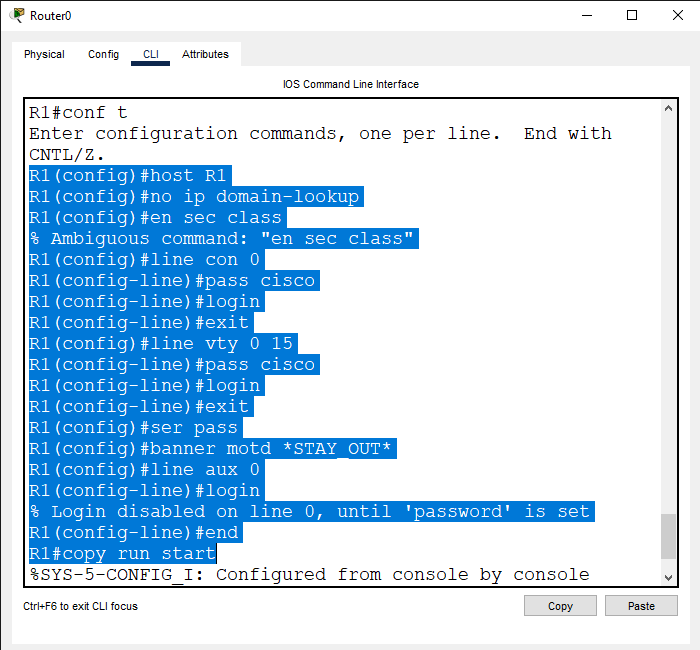 Router0
Physical Config CLI Attributes
IOS Command Line Interface
R1#conf t
Enter configuration commands, one per line.  End with
CNTL/Z.
R1(config)#host R1
R1(config)#no ip domain-lookup
R1(config)#en sec class
% Ambiguous command: "en sec class"
R1(config)#line con 0
R1(config-line)#pass cisco
R1(config-line)#login
R1(config-line)#exit
R1(config)#line vty 0 15
R1(config-line)#pass cisco
R1(config-line)#login
R1(config-line)#exit
R1(config)#ser pass
R1(config)#banner motd *STAY_OUT*
R1(config)#line aux 0
R1(config-line)#login
% Login disabled on line 0, until 'password' is set
R1(config-line)#end
R1#copy run start
%SYS-5-CONFIG_I: Configured from console by console
Ctrl+F6 to exit CLI focus
Copy Paste